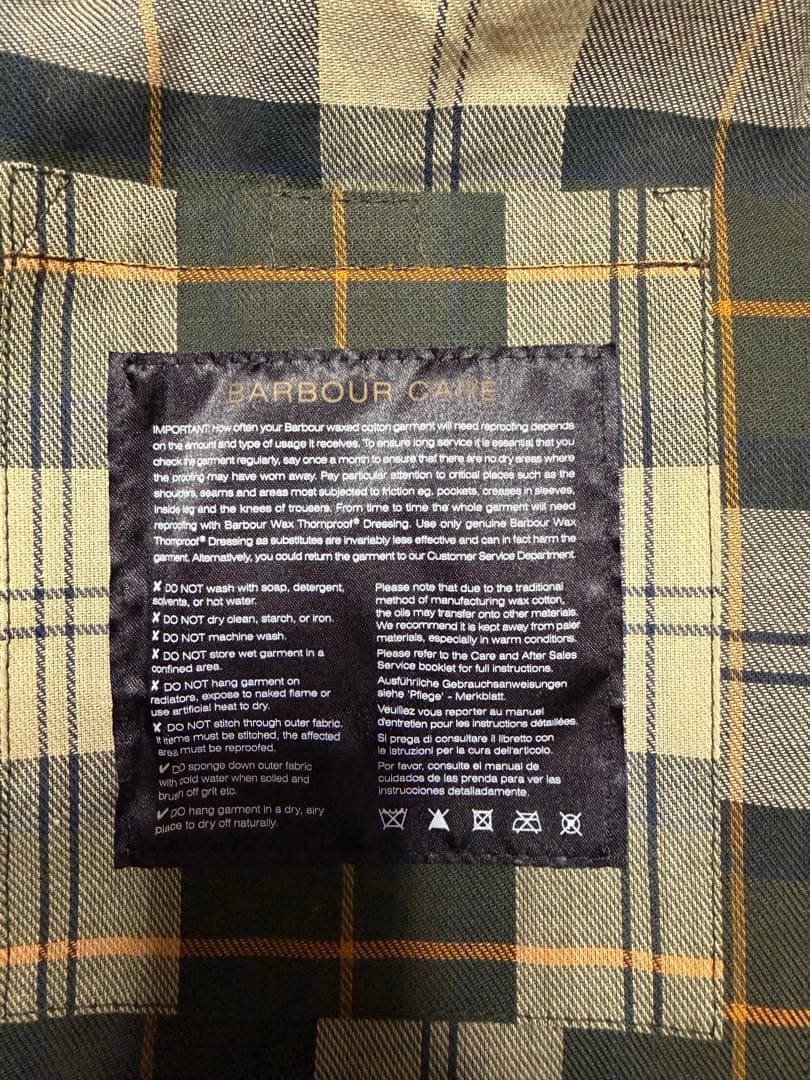 BARBOUR CARE
IMPORTANT: How often your Barbour waxed cotton garment will need reproofing depends
on the amount and type of usage it receives. To ensure long service it is essential that you
check the garment regularly, say once a month to ensure that there are no dry areas where
the proofing may have worn away. Pay particular attention to critical places such as the
shoulders, seams and areas most subjected to friction eg. pockets, creases in sleeves,
inside leg and the knees of trousers. From time to time the whole garment will need
reproofing with Barbour Wax Thornproof® Dressing. Use only genuine Barbour Wax
Thornproof® Dressing as substitutes are invariably less effective and can in fact harm the
garment. Alternatively, you could return the garment to our Customer Service Department.
✘ DO NOT wash with soap, detergent,
solvents, or hot water.
✘ DO NOT dry clean, starch, or iron.
✘ DO NOT machine wash.
✘ DO NOT store wet garment in a
confined area.
✘ DO NOT hang garment on
radiators, expose to naked flame or
use artificial heat to dry.
✘ DO NOT stitch through outer fabric.
If items must be stitched, the affected
area must be reproofed.
✔ DO sponge down outer fabric
with cold water when soiled and
brush off grit etc.
✔ DO hang garment in a dry, airy
place to dry off naturally.
Please note that due to the traditional
method of manufacturing wax cotton,
the oils may transfer onto other materials.
We recommend it is kept away from paler
materials, especially in warm conditions.
Please refer to the Care and After Sales
Service booklet for full instructions.
Ausführliche Gebrauchsanweisungen
siehe 'Pflege' - Merkblatt.
Veuillez vous reporter au manuel
d'entretien pour les instructions détaillées.
Si prega di consultare il libretto con
le istruzioni per la cura dell'articolo.
Por favor, consulte el manual de
cuidados de las prenda para ver las
instrucciones detalladamente.